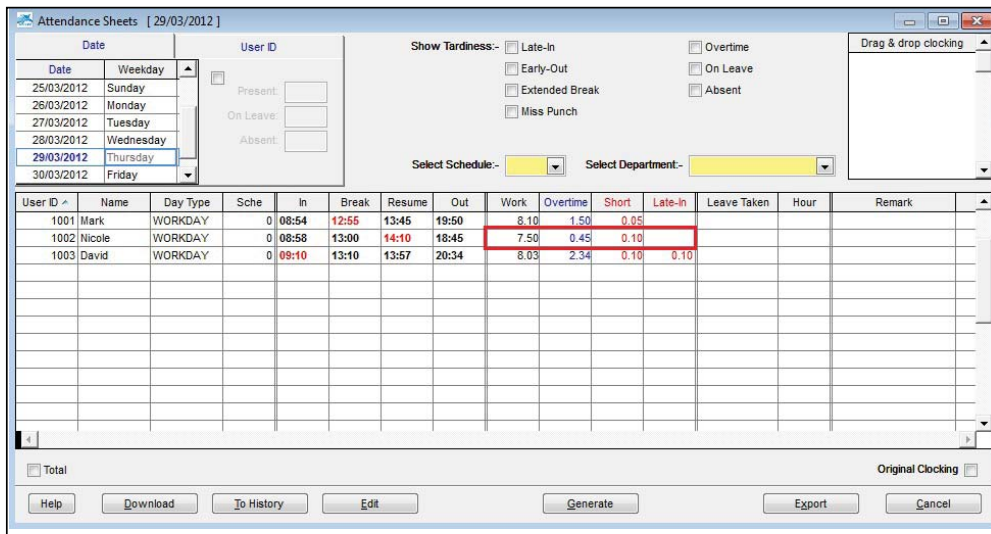 Attendance Sheets [ 29/03/2012 ]
Date User ID
Date Weekday
25/03/2012 Sunday
26/03/2012 Monday
27/03/2012 Tuesday
28/03/2012 Wednesday
29/03/2012 Thursday
30/03/2012 Friday
Present:
On Leave:
Absent:
Show Tardiness:- Late-In Overtime
Early-Out On Leave
Extended Break Absent
Miss Punch
Select Schedule:- Select Department:-
Drag & drop clocking
User ID Name Day Type Sche In Break Resume Out Work Overtime Short Late-In Leave Taken Hour Remark
1001 Mark WORKDAY 0 08:54 12:55 13:45 19:50 8.10 1.50 0.05
1002 Nicole WORKDAY 0 08:58 13:00 14:10 18:45 7.50 0.45 0.10
1003 David WORKDAY 0 09:10 13:10 13:57 20:34 8.03 2.34 0.10 0.10
Total Original Clocking
Help Download To History Edit Generate Export Cancel